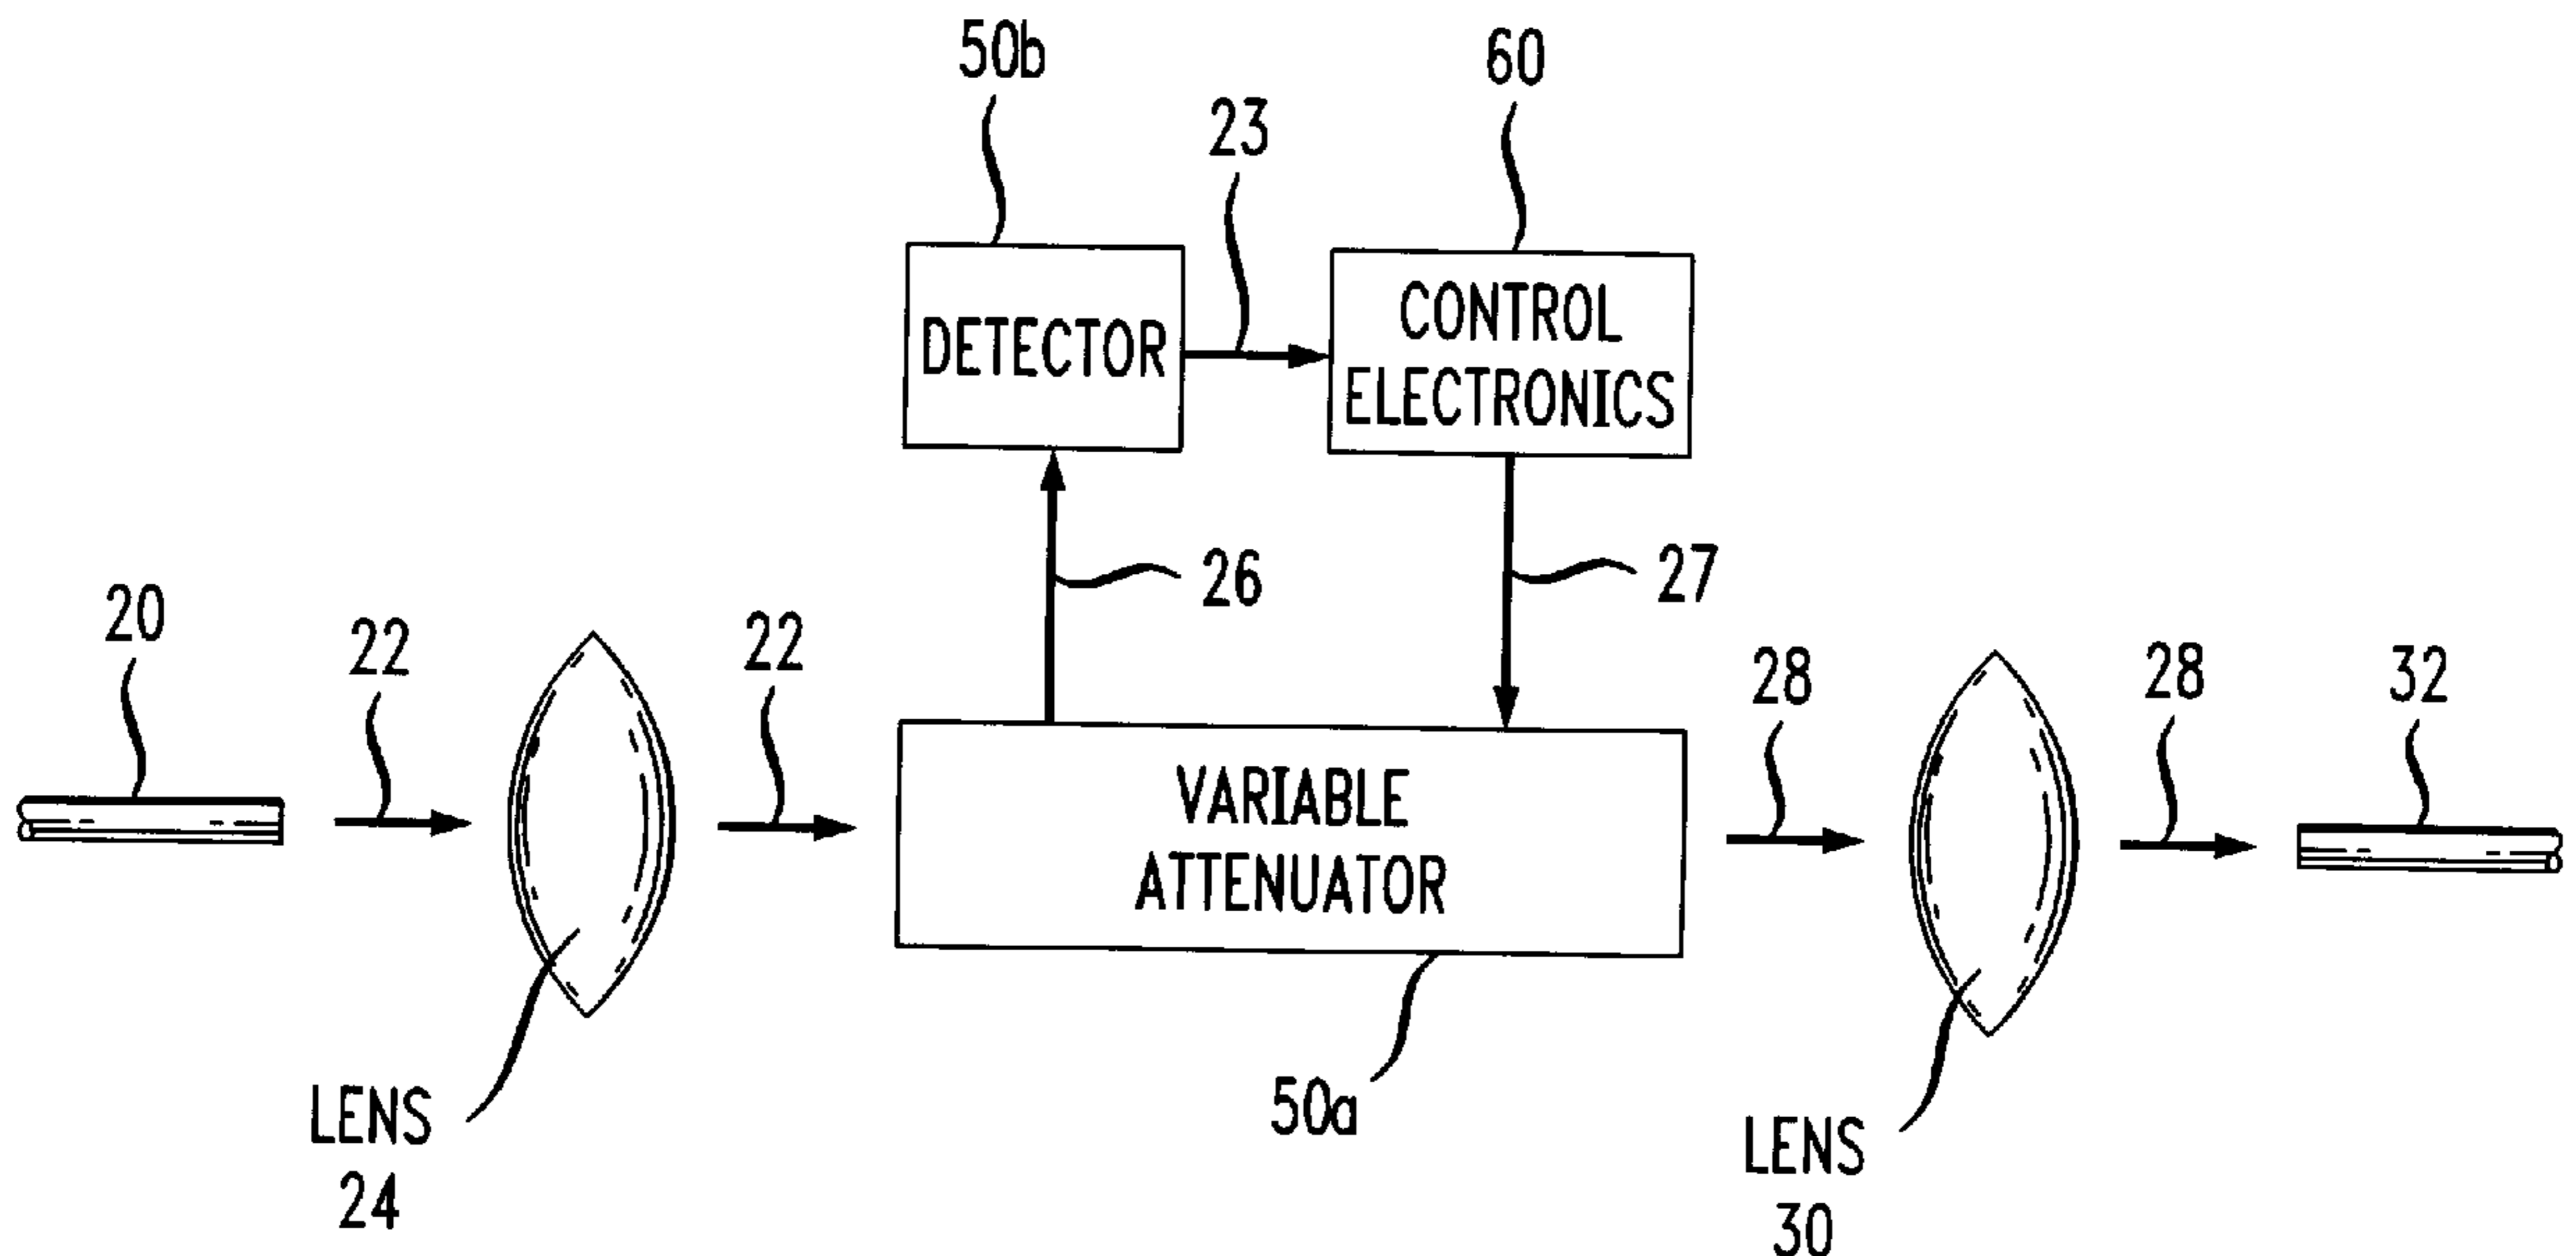 50b
60
23
DETECTOR
CONTROL
ELECTRONICS
26
27
20
22
22
28
28
32
VARIABLE
ATTENUATOR
50a
LENS
24
LENS
30